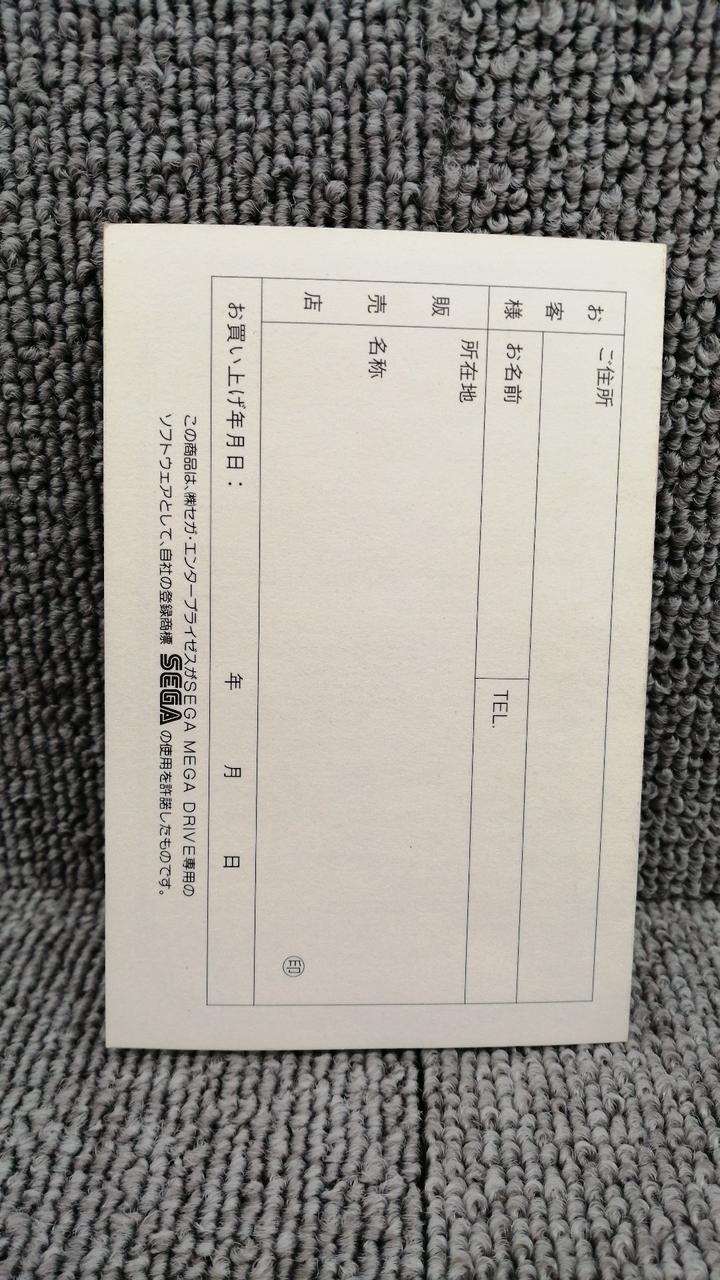 お客様
ご住所
お名前
TEL.
販売店
所在地
名称
㊞
お買い上げ年月日： 年 月 日
この商品は、㈱セガ・エンタープライゼスがSEGA MEGA DRIVE専用の
ソフトウェアとして、自社の登録商標 SEGA の使用を許諾したものです。